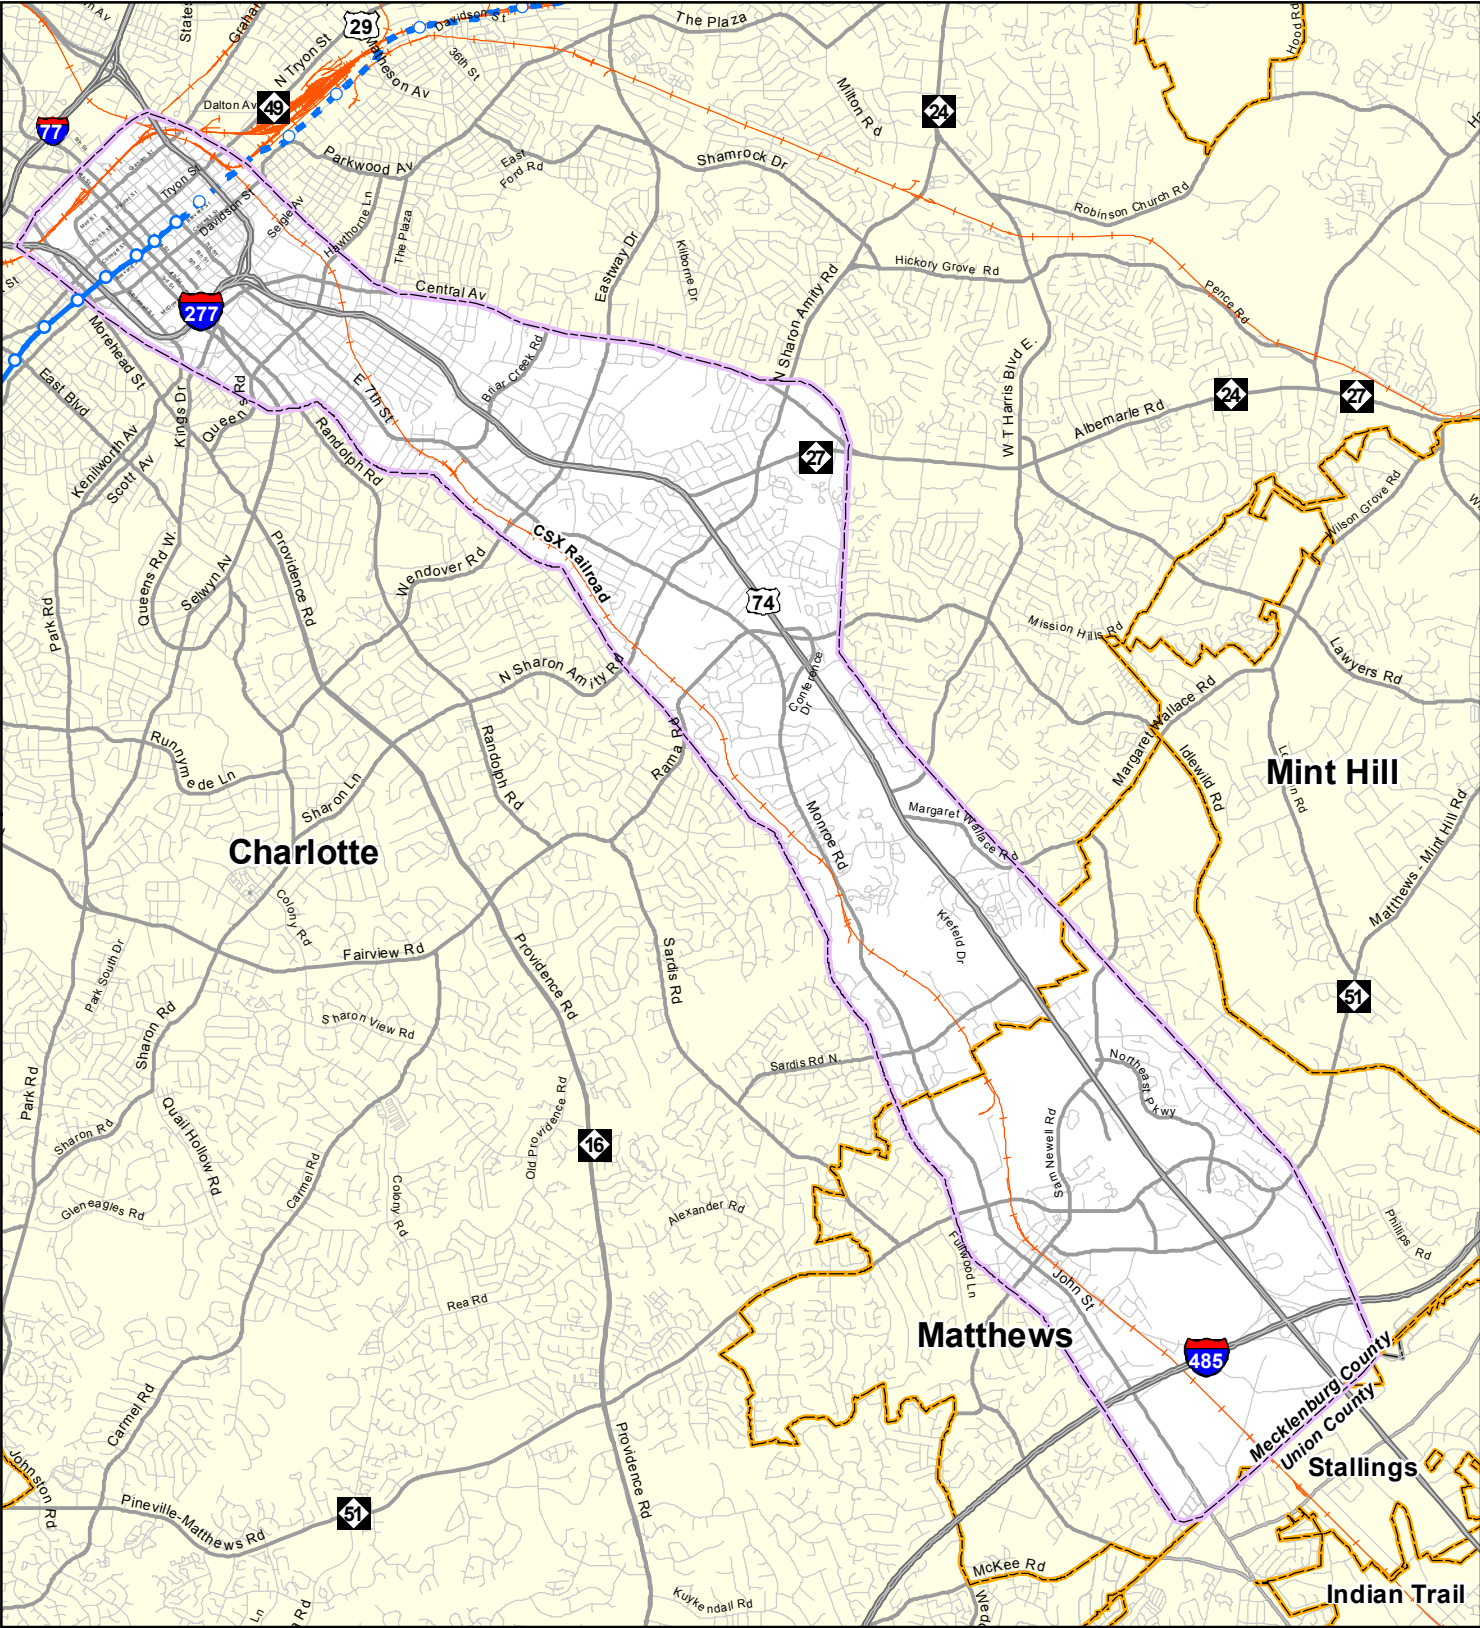 States
Graham
29
Davidson St
The Plaza
Hood Rd
N Tryon St
Matheson Av
36th St
Dalton Av
49
77
Milton Rd
24
Parkwood Av
East
Ford Rd
Shamrock Dr
Tryon St
Davidson St
Seigle Av
Hawthorne Ln
The Plaza
Robinson Church Rd
Eastway Dr
Kilborne Dr
Hickory Grove Rd
N Sharon Amity Rd
Pence Rd
Central Av
277
Morehead St
East Blvd
Kings Dr
Queens Rd
E 7th St
Briar Creek Rd
W T Harris Blvd E.
24
27
Albemarle Rd
Randolph Rd
Kenilworth Av
Scott Av
27
Wilson Grove Rd
CSX Railroad
Providence Rd
Wendover Rd
Queens Rd W.
Selwyn Av
Park Rd
74
Mission Hills Rd
Lawyers Rd
N Sharon Amity Rd
Conference
Dr
Margaret Wallace Rd
Runnymede Ln
Randolph Rd
Rama Rd
Idlewild Rd
Mint Hill
Sharon Ln
Monroe Rd
Margaret Wallace Rd
Matthews - Mint Hill Rd
Charlotte
Colony Rd
Krefeld Dr
Fairview Rd
Providence Rd
Sardis Rd
Park South Dr
51
Sharon Rd
Sharon View Rd
Sardis Rd N.
Northeast Pkwy
Park Rd
Old Providence Rd
Sam Newell Rd
Sharon Rd
Quail Hollow Rd
16
Carmel Rd
Colony Rd
Gleneagles Rd
Alexander Rd
Phillips Rd
Fullwood Ln
John St
Rea Rd
Matthews
485
Mecklenburg County
Union County
Carmel Rd
Stallings
Johnston Rd
Providence Rd
Pineville-Matthews Rd
51
McKee Rd
Indian Trail
Kuykendall Rd
Ln
Rd